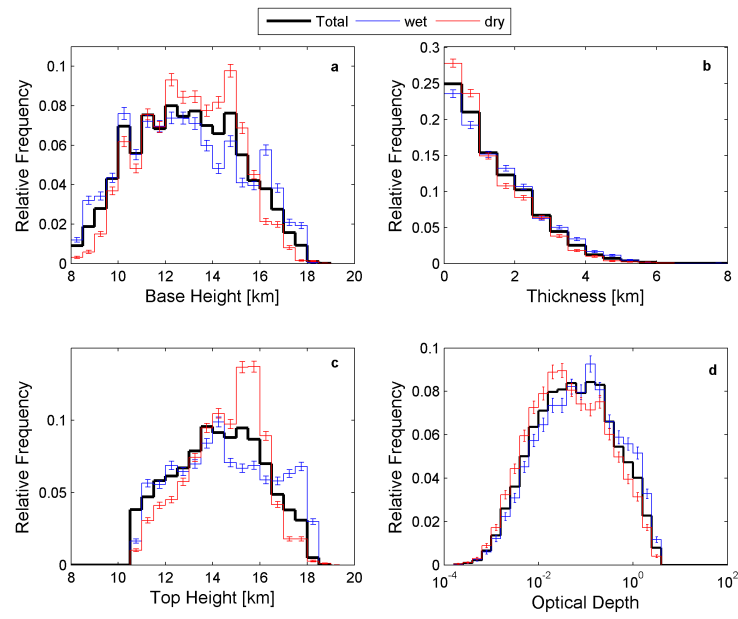 Total wet dry
a
0.1
0.08
0.06
0.04
0.02
0
Relative Frequency
8 10 12 14 16 18 20
Base Height [km]
b
0.3
0.25
0.2
0.15
0.1
0.05
0
Relative Frequency
0 2 4 6 8
Thickness [km]
c
0.1
0.05
0
Relative Frequency
8 10 12 14 16 18 20
Top Height [km]
d
0.1
0.08
0.06
0.04
0.02
0
Relative Frequency
10⁻⁴ 10⁻² 10⁰ 10²
Optical Depth